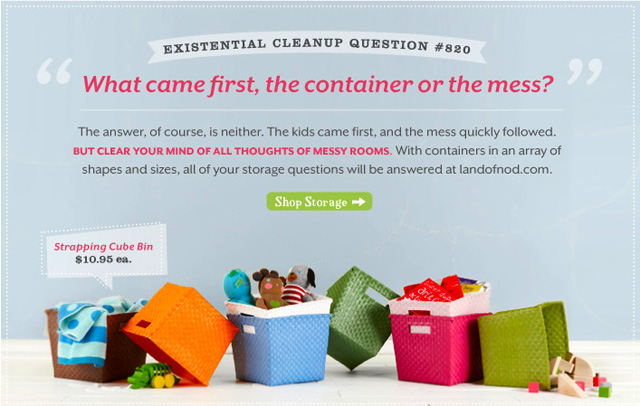 EXISTENTIAL CLEANUP QUESTION #820
“What came first, the container or the mess?”
The answer, of course, is neither. The kids came first, and the mess quickly followed.
BUT CLEAR YOUR MIND OF ALL THOUGHTS OF MESSY ROOMS. With containers in an array of
shapes and sizes, all of your storage questions will be answered at landofnod.com.
Shop Storage
Strapping Cube Bin
$10.95 ea.